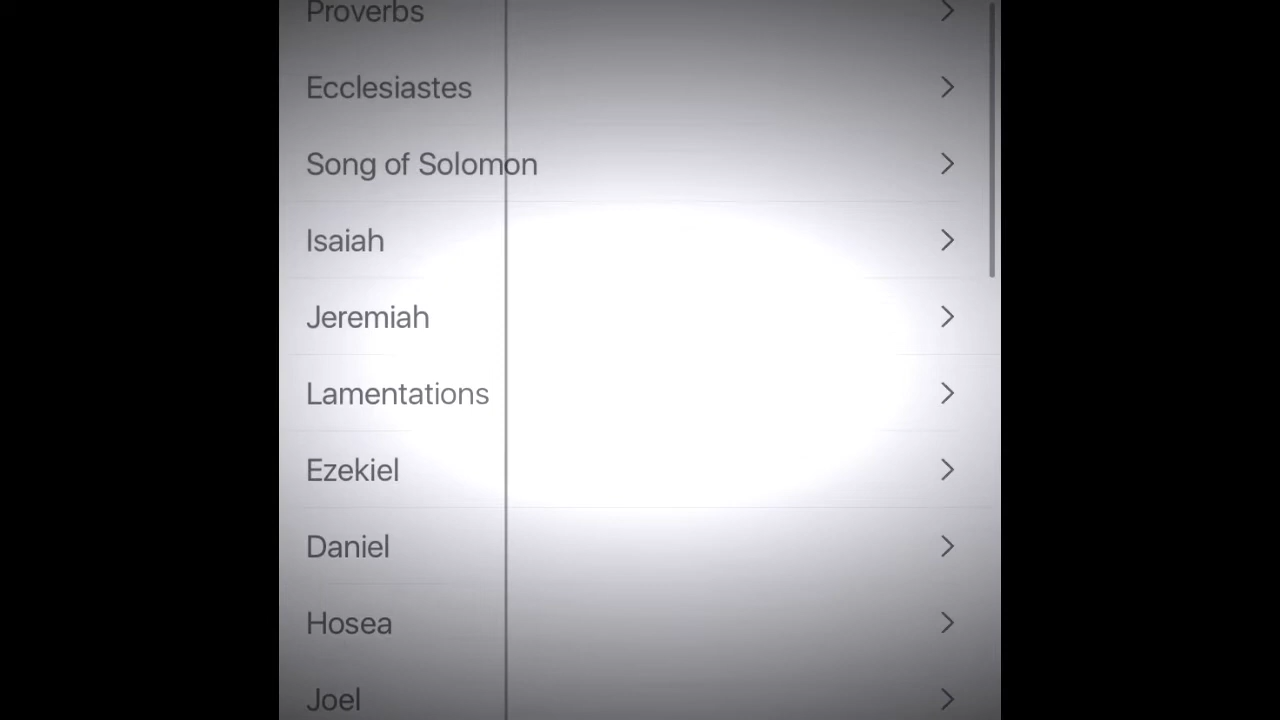 Proverbs
Ecclesiastes
Song of Solomon
Isaiah
Jeremiah
Lamentations
Ezekiel
Daniel
Hosea
Joel